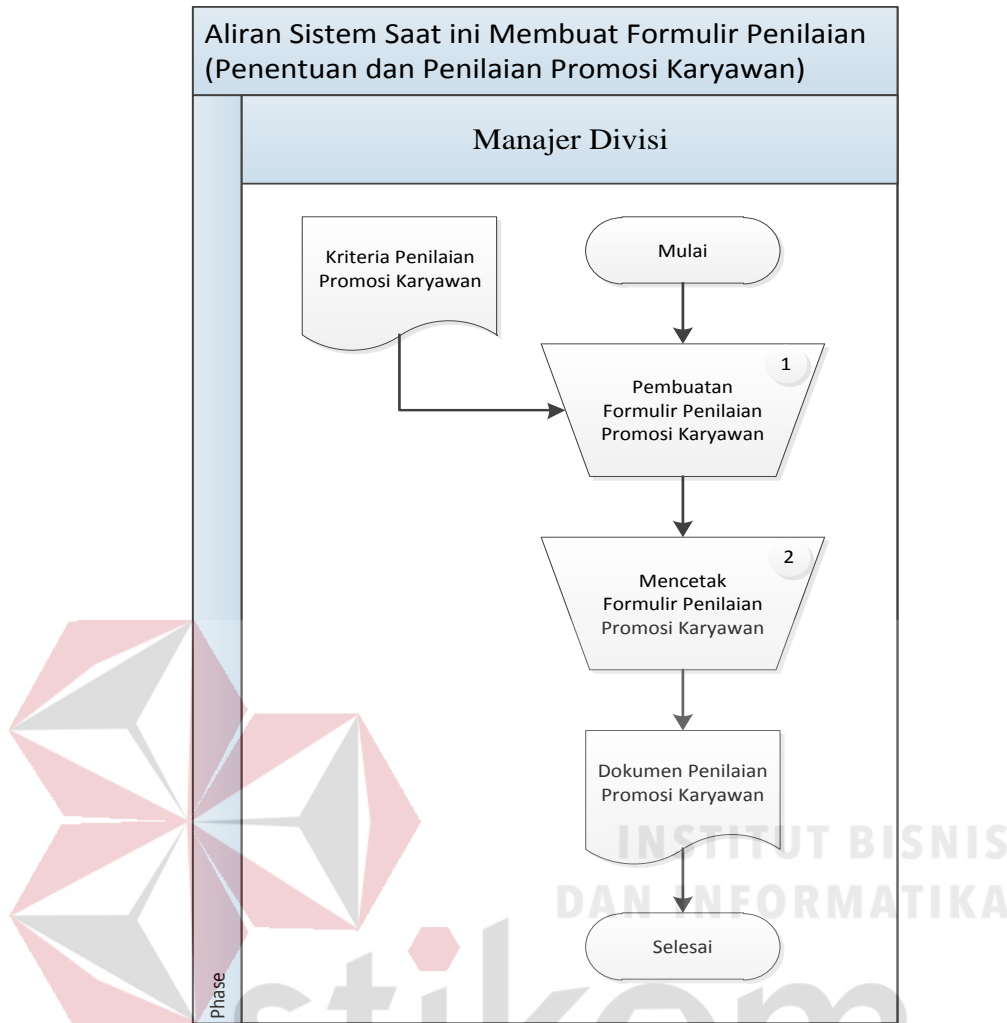 Aliran Sistem Saat ini Membuat Formulir Penilaian
(Penentuan dan Penilaian Promosi Karyawan)
Manajer Divisi
Kriteria Penilaian
Promosi Karyawan
Mulai
1
Pembuatan
Formulir Penilaian
Promosi Karyawan
2
Mencetak
Formulir Penilaian
Promosi Karyawan
Dokumen Penilaian
Promosi Karyawan
INSTITUT BISNIS
DAN INFORMATIKA
Selesai
Phase
stikom